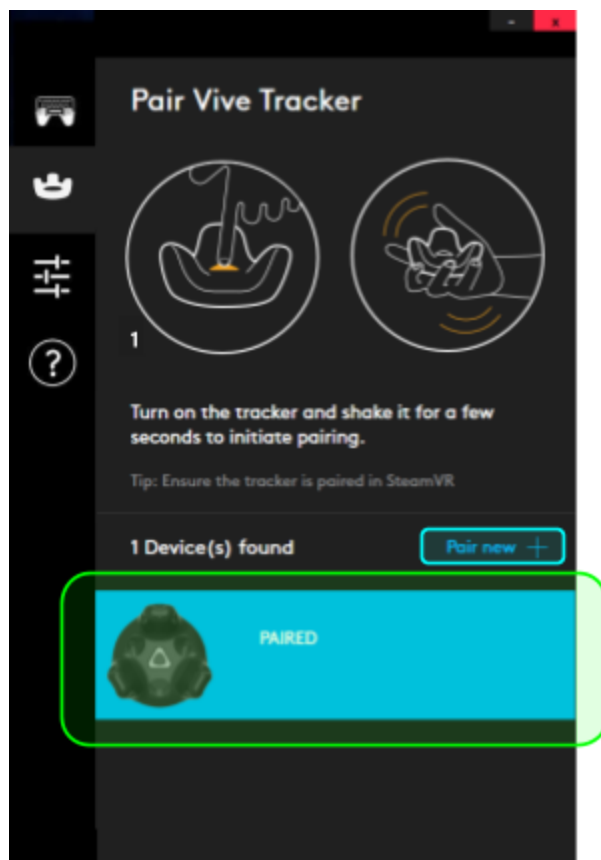 - x
Pair Vive Tracker
1
Turn on the tracker and shake it for a few
seconds to initiate pairing.
Tip: Ensure the tracker is paired in SteamVR
1 Device(s) found
Pair new +
PAIRED
?